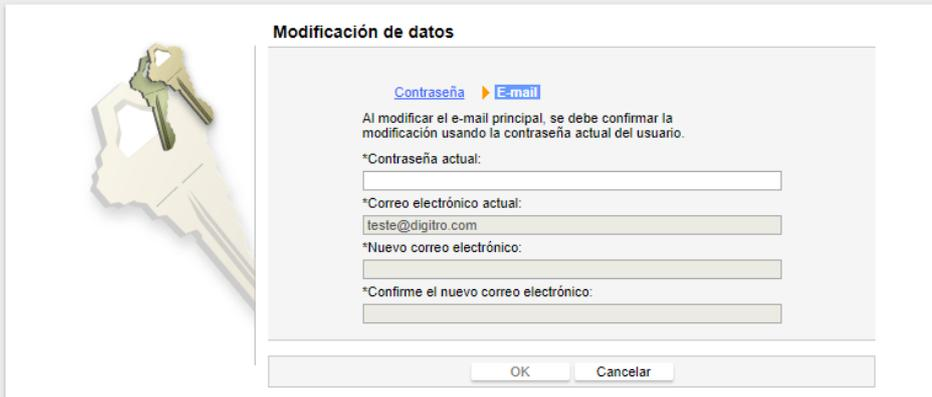 Modificación de datos
Contraseña E-mail
Al modificar el e-mail principal, se debe confirmar la
modificación usando la contraseña actual del usuario.
*Contraseña actual:
*Correo electrónico actual:
teste@digitro.com
*Nuevo correo electrónico:
*Confirme el nuevo correo electrónico:
OK Cancelar